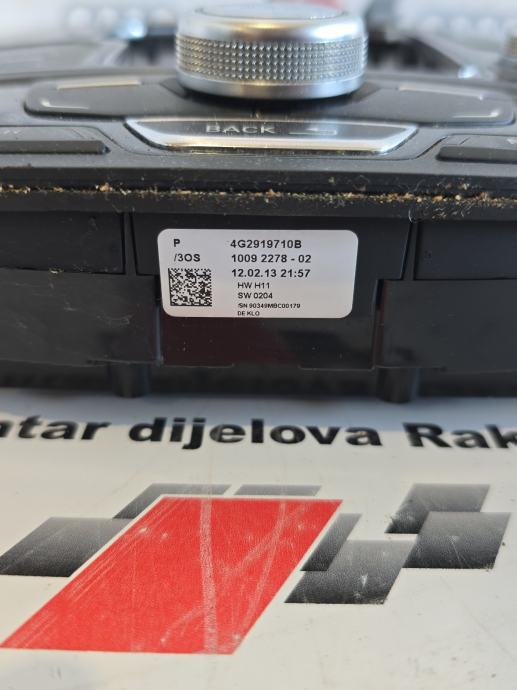 BACK
P 4G2919710B
/3OS 1009 2278 - 02
12.02.13 21:57
HW H11
SW 0204
/SN 90349MBC00179
DE KLO
ntar dijelova Rak